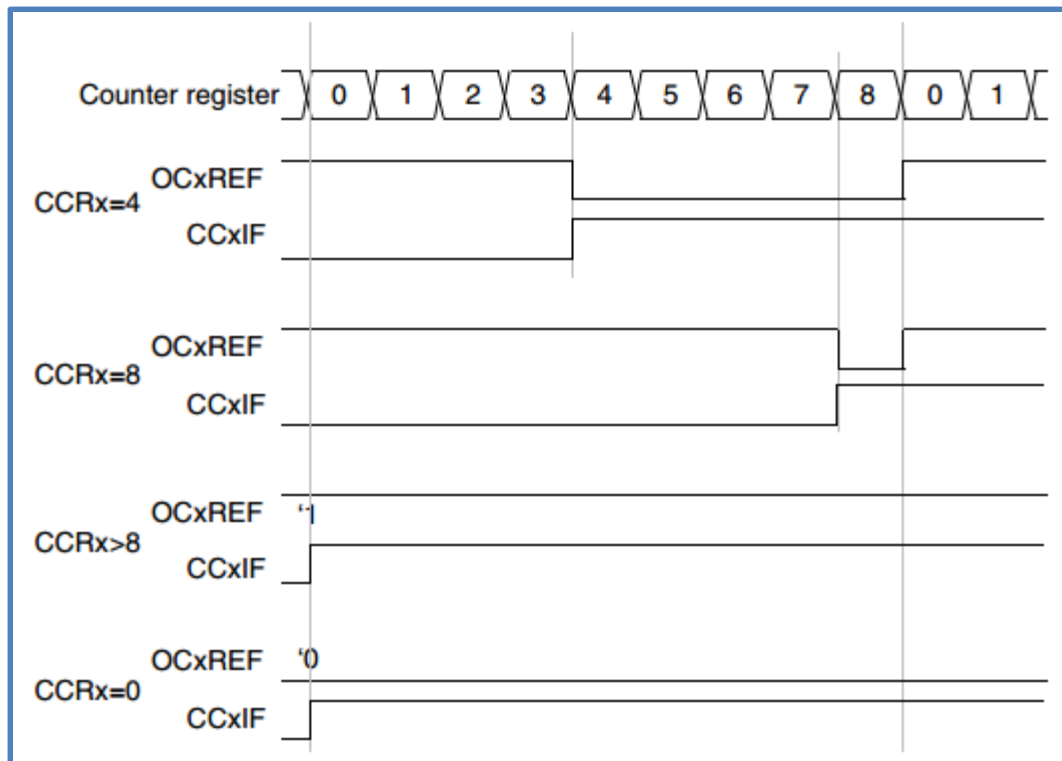 Counter register 0 1 2 3 4 5 6 7 8 0 1
OCxREF
CCRx=4
CCxIF
OCxREF
CCRx=8
CCxIF
OCxREF ‘1
CCRx>8
CCxIF
OCxREF ‘0
CCRx=0
CCxIF